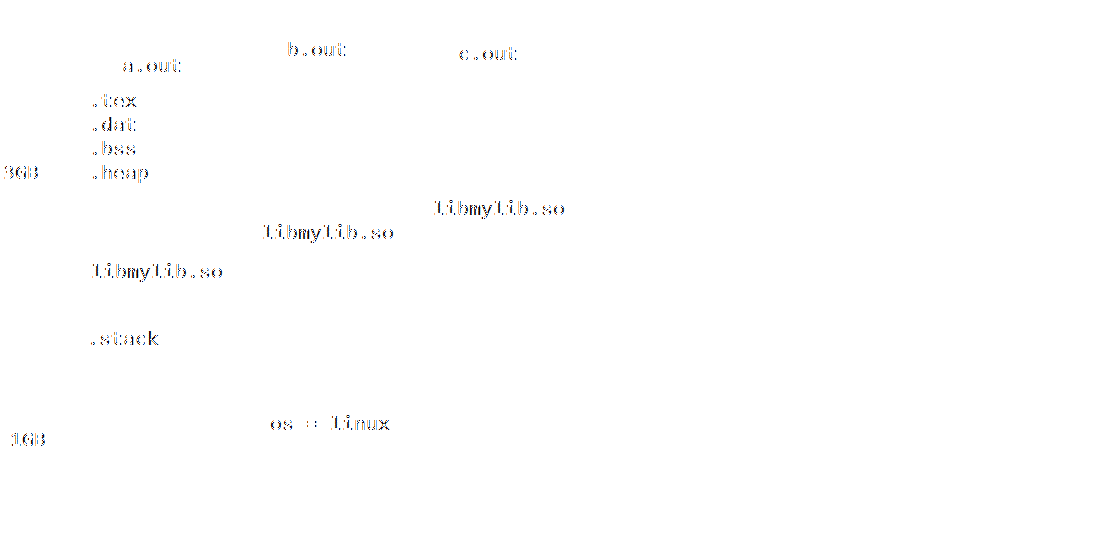 b.out
c.out
a.out
.tex
.dat
.bss
3GB .heap
libmylib.so
libmylib.so
libmylib.so
.stack
os = linux
1GB